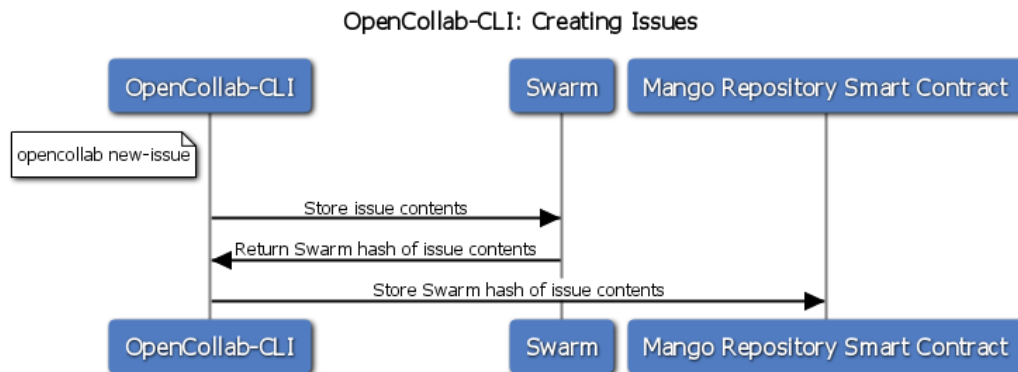 OpenCollab-CLI: Creating Issues
OpenCollab-CLI
Swarm
Mango Repository Smart Contract
opencollab new-issue
Store issue contents
Return Swarm hash of issue contents
Store Swarm hash of issue contents
OpenCollab-CLI
Swarm
Mango Repository Smart Contract